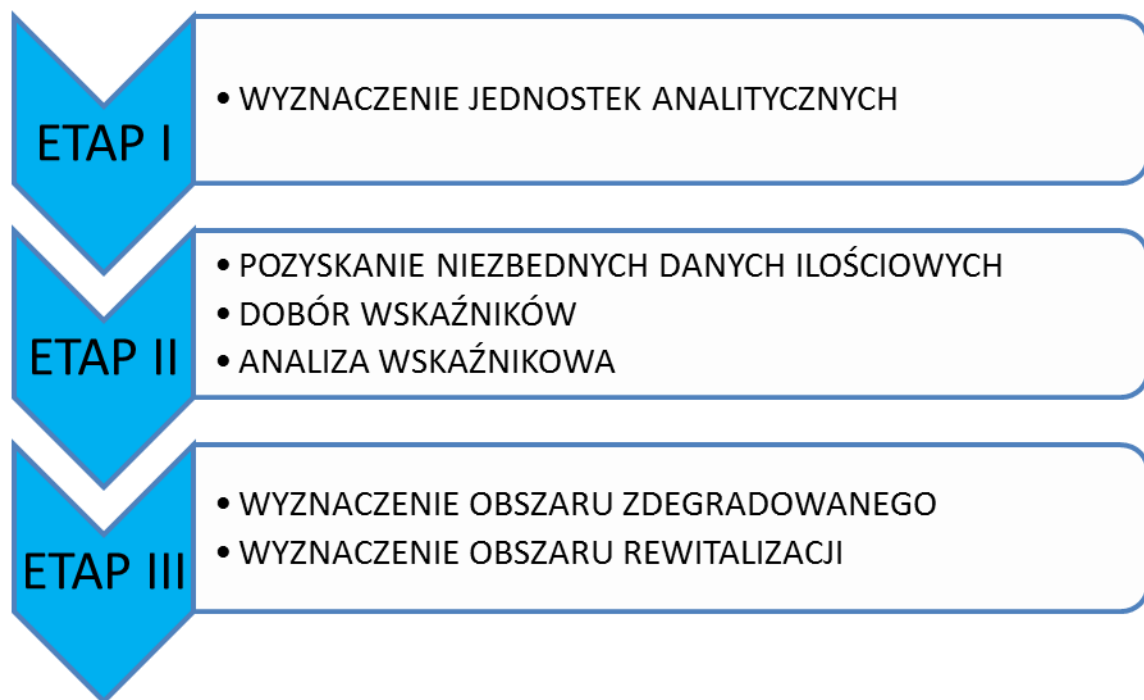 ETAP I
• WYZNACZENIE JEDNOSTEK ANALITYCZNYCH
ETAP II
• POZYSKANIE NIEZBEDNYCH DANYCH ILOŚCIOWYCH
• DOBÓR WSKAŹNIKÓW
• ANALIZA WSKAŹNIKOWA
ETAP III
• WYZNACZENIE OBSZARU ZDEGRADOWANEGO
• WYZNACZENIE OBSZARU REWITALIZACJI